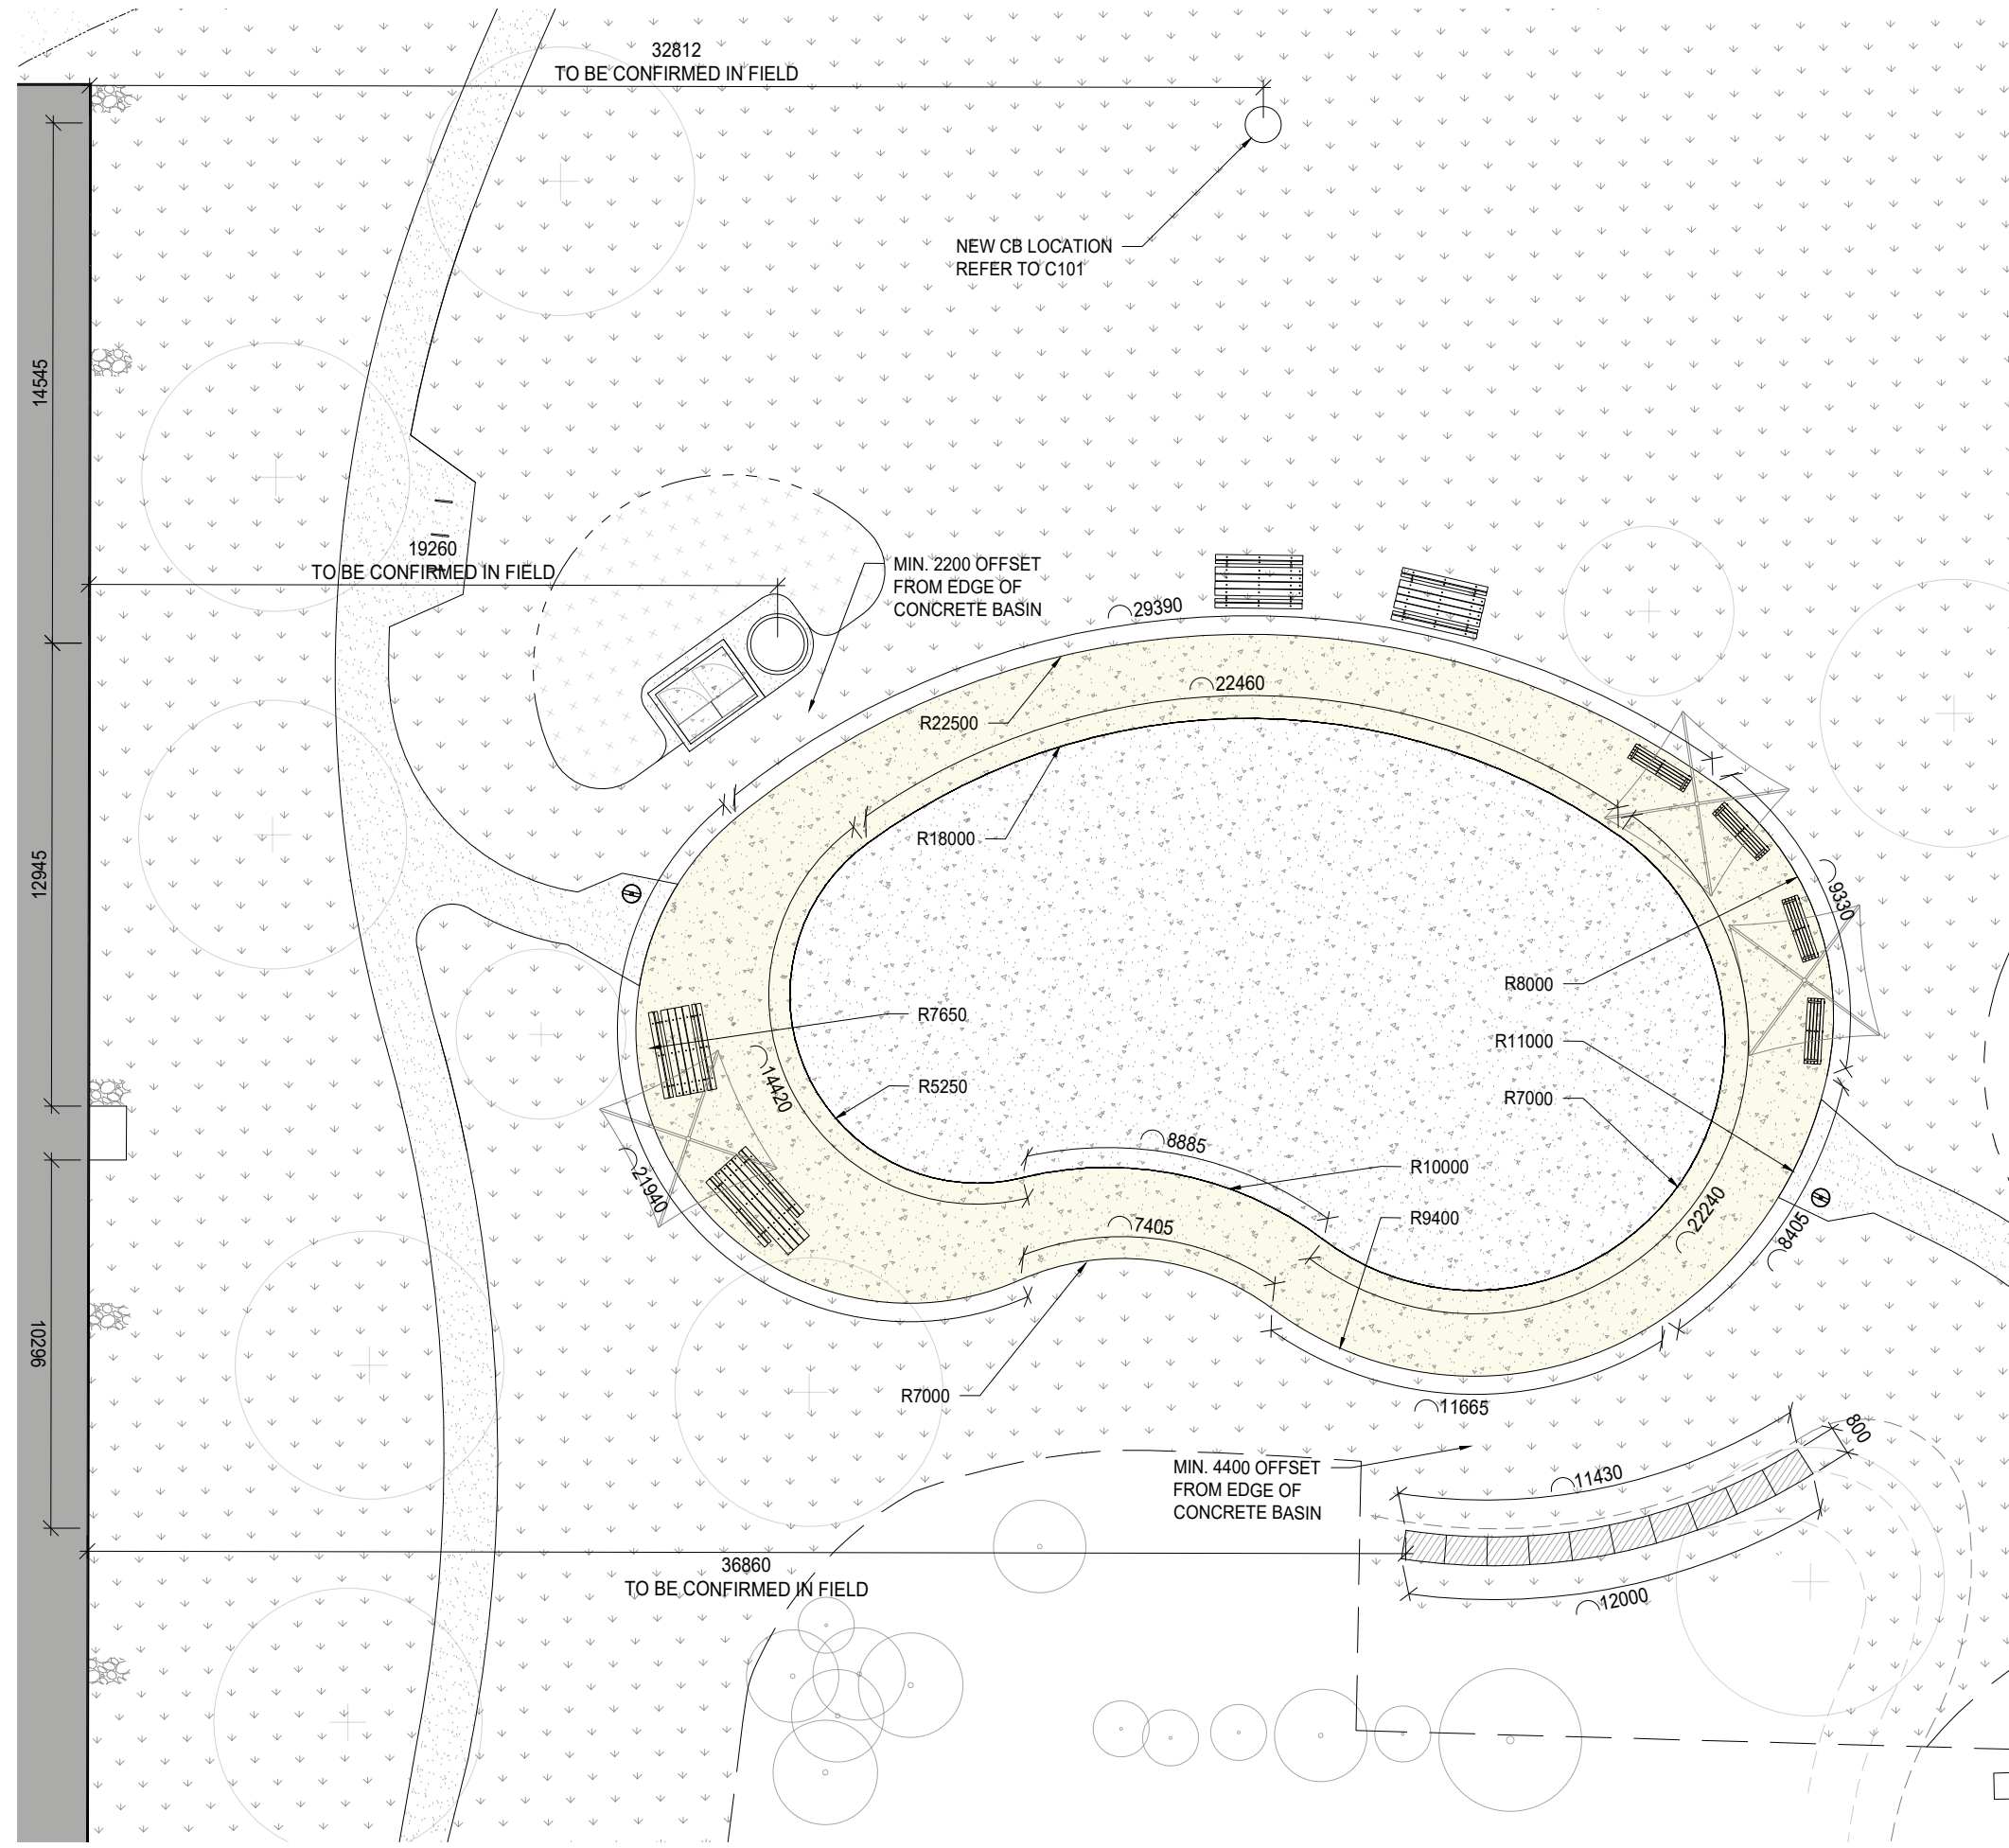 32812
TO BE CONFIRMED IN FIELD
NEW CB LOCATION
REFER TO C101
14545
19260
TO BE CONFIRMED IN FIELD
MIN. 2200 OFFSET
FROM EDGE OF
CONCRETE BASIN
29390
22460
R22500
R18000
12945
9330
R8000
R7650
R11000
R5250
14420
R7000
8885
R10000
21940
7405
R9400
22240
8405
10296
R7000
11665
800
MIN. 4400 OFFSET
FROM EDGE OF
CONCRETE BASIN
11430
36860
TO BE CONFIRMED IN FIELD
12000